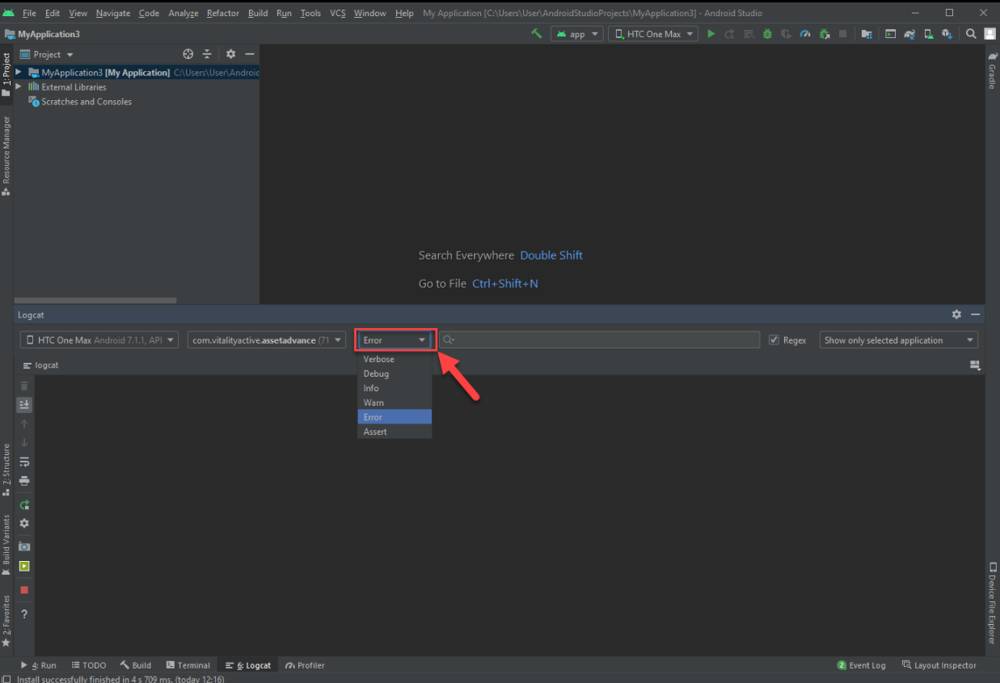 File Edit View Navigate Code Analyze Refactor Build Run Tools VCS Window Help My Application [C:\Users\User\AndroidStudioProjects\MyApplication3] - Android Studio
MyApplication3
app
HTC One Max
1: Project
Resource Manager
7: Structure
Build Variants
2: Favorites
Project
MyApplication3 [My Application] C:\Users\User\Androic
External Libraries
Scratches and Consoles
Search Everywhere Double Shift
Go to File Ctrl+Shift+N
Gradle
Device File Explorer
Logcat
HTC One Max Android 7.1.1, API
com.vitalityactive.assetadvance (71
Error
Regex
Show only selected application
logcat
Verbose
Debug
Info
Warn
Error
Assert
?
4: Run TODO Build Terminal 6: Logcat Profiler 2 Event Log Layout Inspector
Install successfully finished in 4 s 709 ms. (today 12:16)